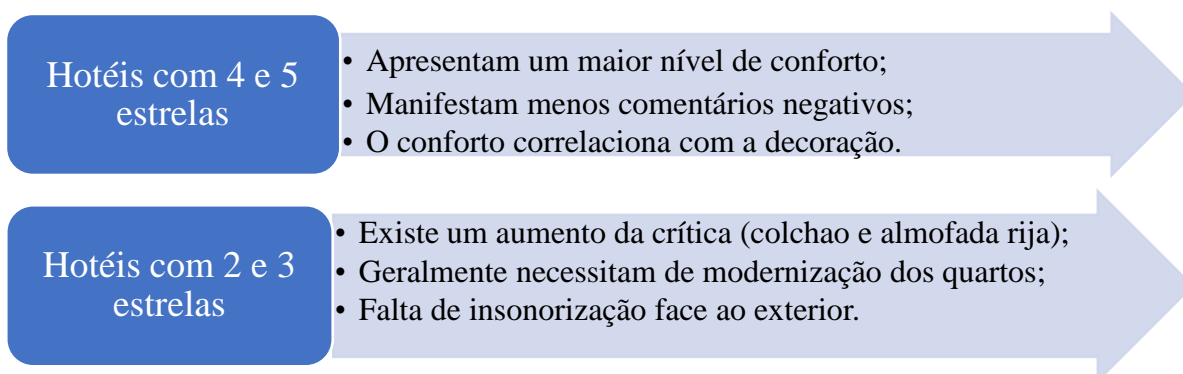 Hotéis com 4 e 5
estrelas
• Apresentam um maior nível de conforto;
• Manifestam menos comentários negativos;
• O conforto correlaciona com a decoração.
Hotéis com 2 e 3
estrelas
• Existe um aumento da crítica (colchao e almofada rija);
• Geralmente necessitam de modernização dos quartos;
• Falta de insonorização face ao exterior.